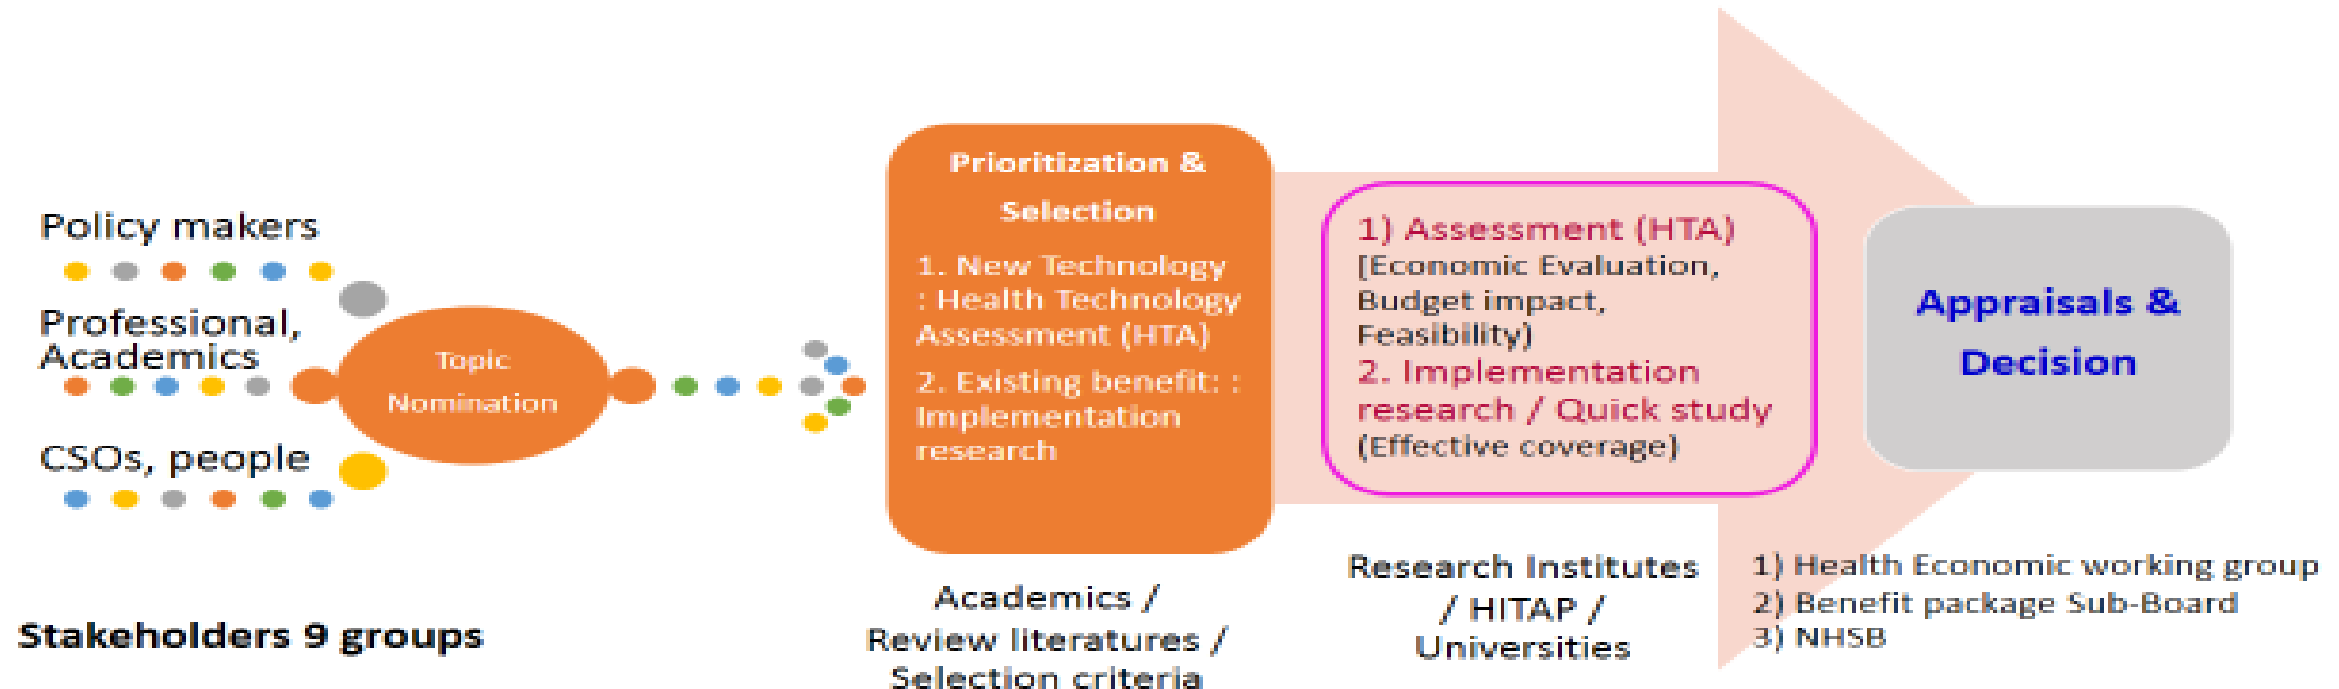 Policy makers
Professional,
Academics
CSOs, people
Stakeholders 9 groups
Topic
Nomination
Prioritization &
Selection
1. New Technology
: Health Technology
Assessment (HTA)
2. Existing benefit: :
Implementation
research
Academics /
Review literatures /
Selection criteria
1) Assessment (HTA)
[Economic Evaluation,
Budget impact,
Feasibility)
2. Implementation
research / Quick study
(Effective coverage)
Research Institutes
/ HITAP /
Universities
Appraisals &
Decision
1) Health Economic working group
2) Benefit package Sub-Board
3) NHSB